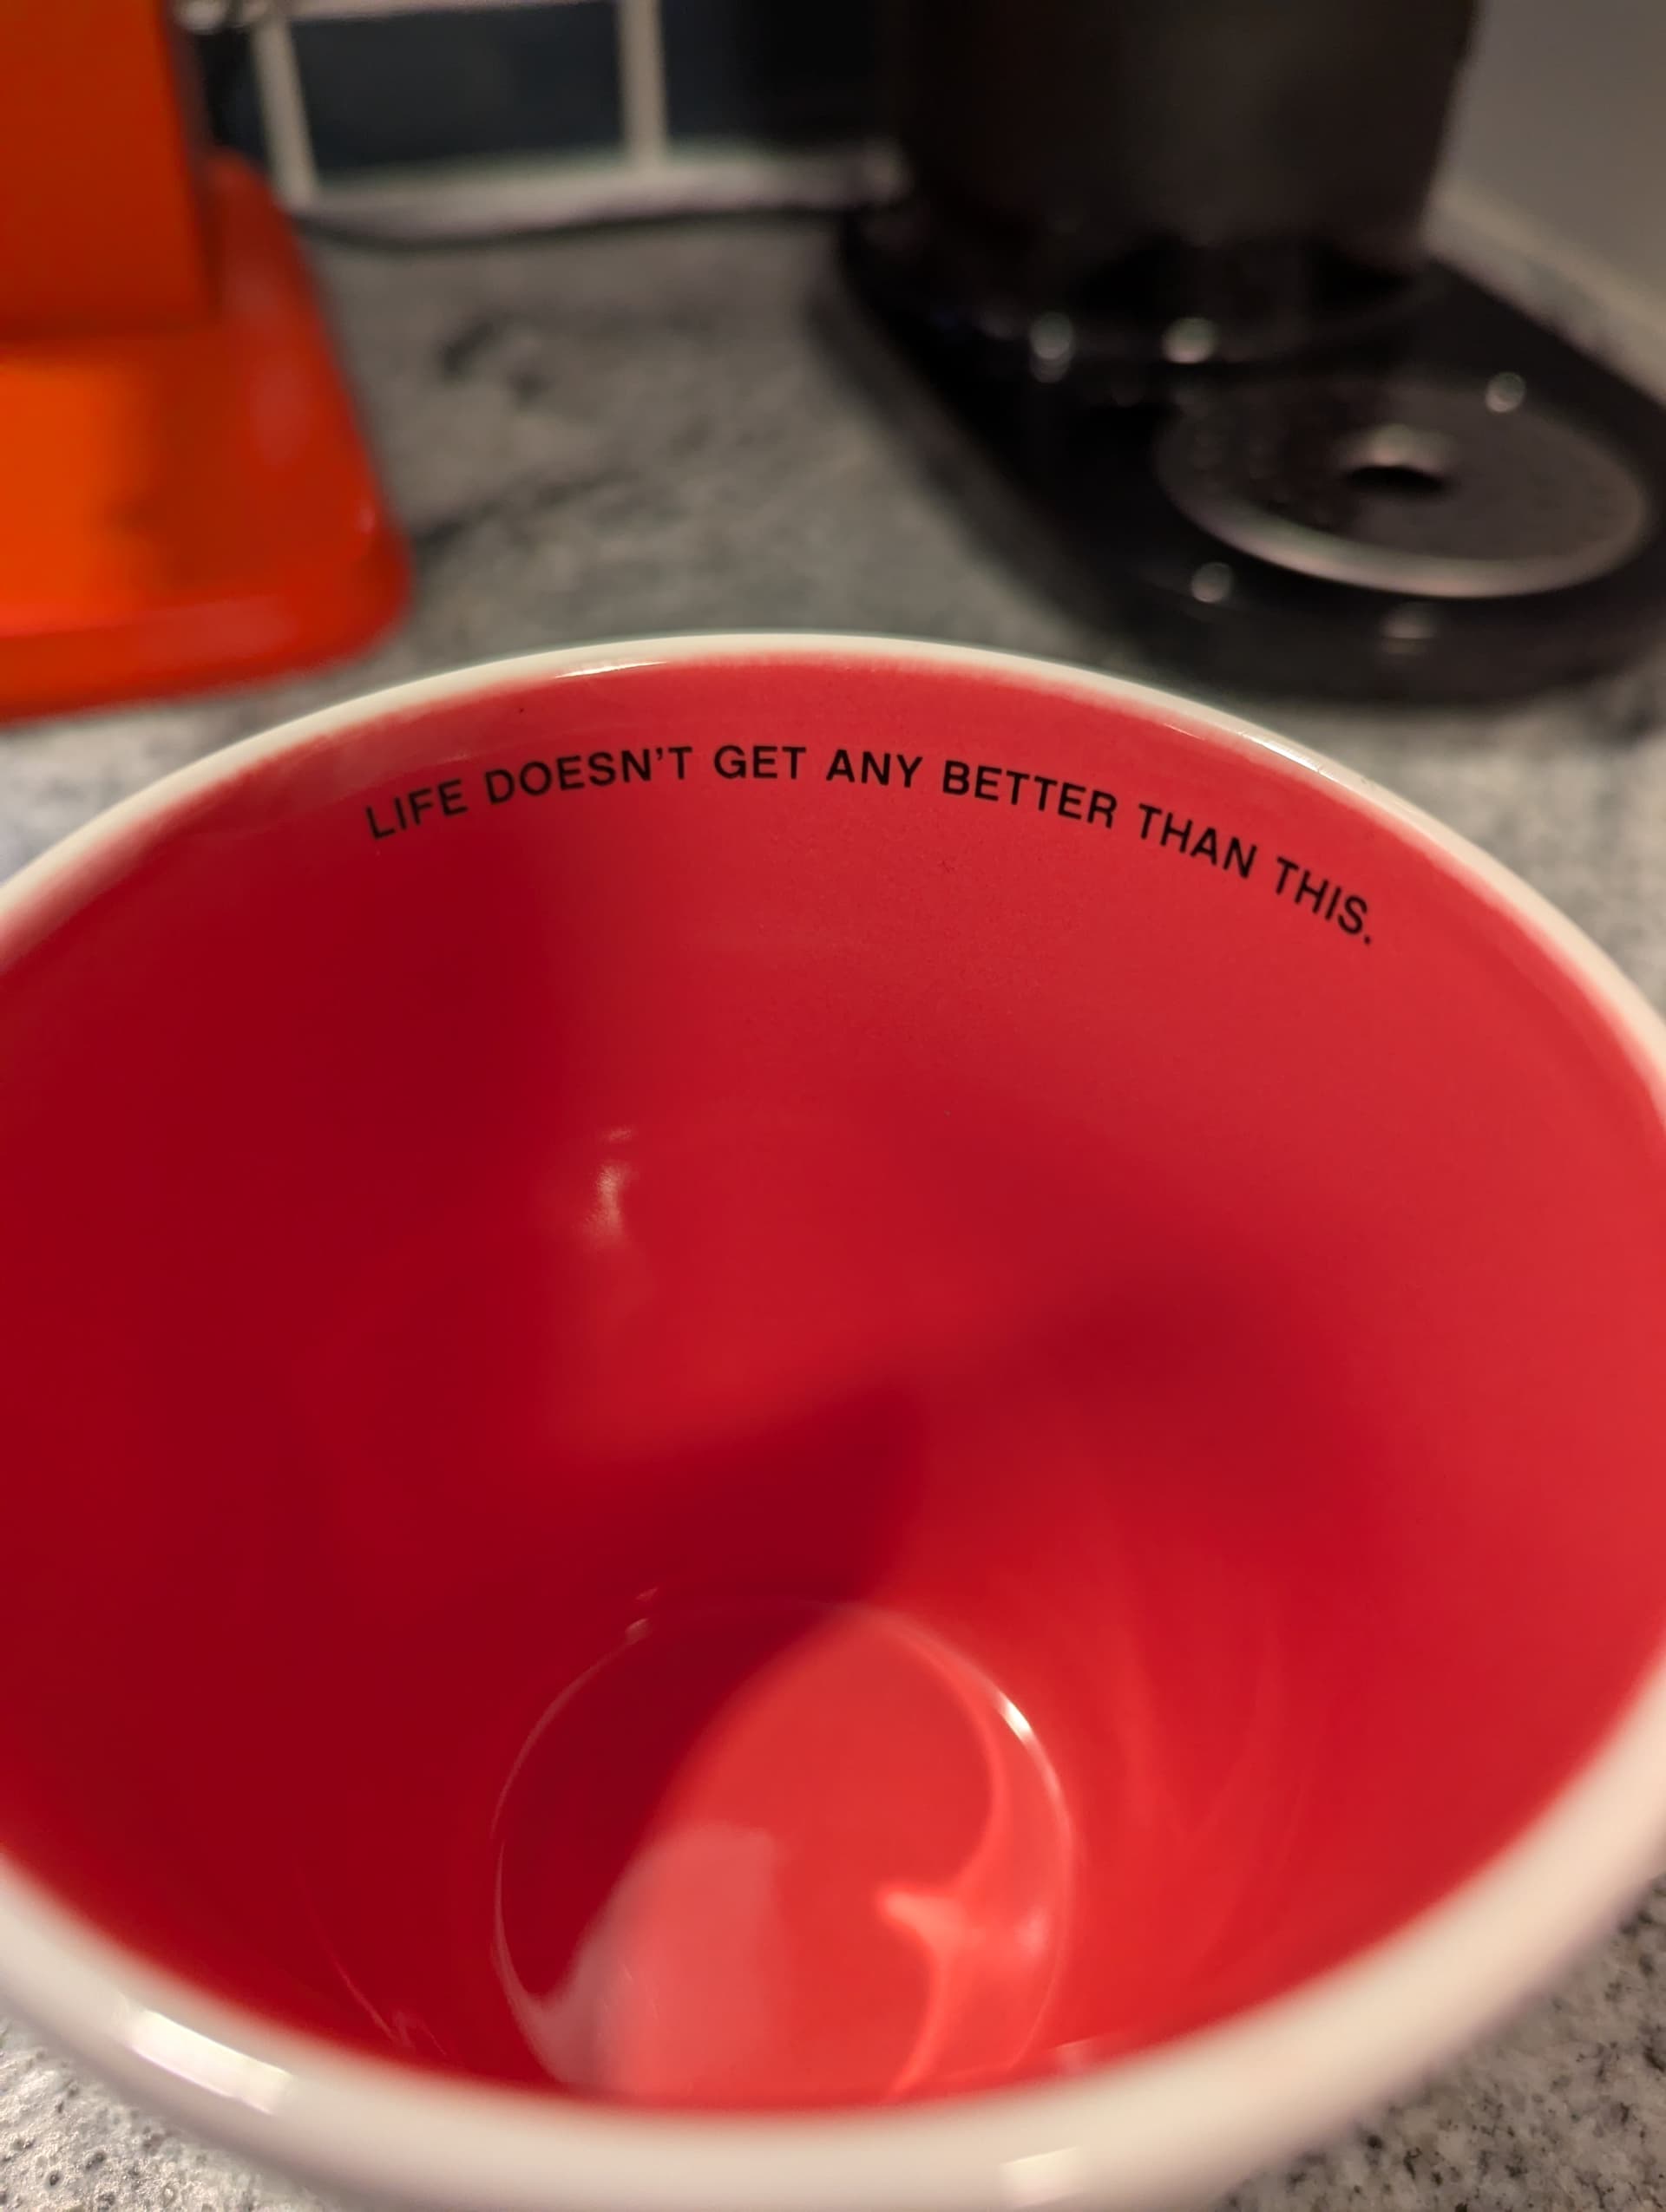 LIFE DOESN'T GET ANY BETTER THAN THIS.